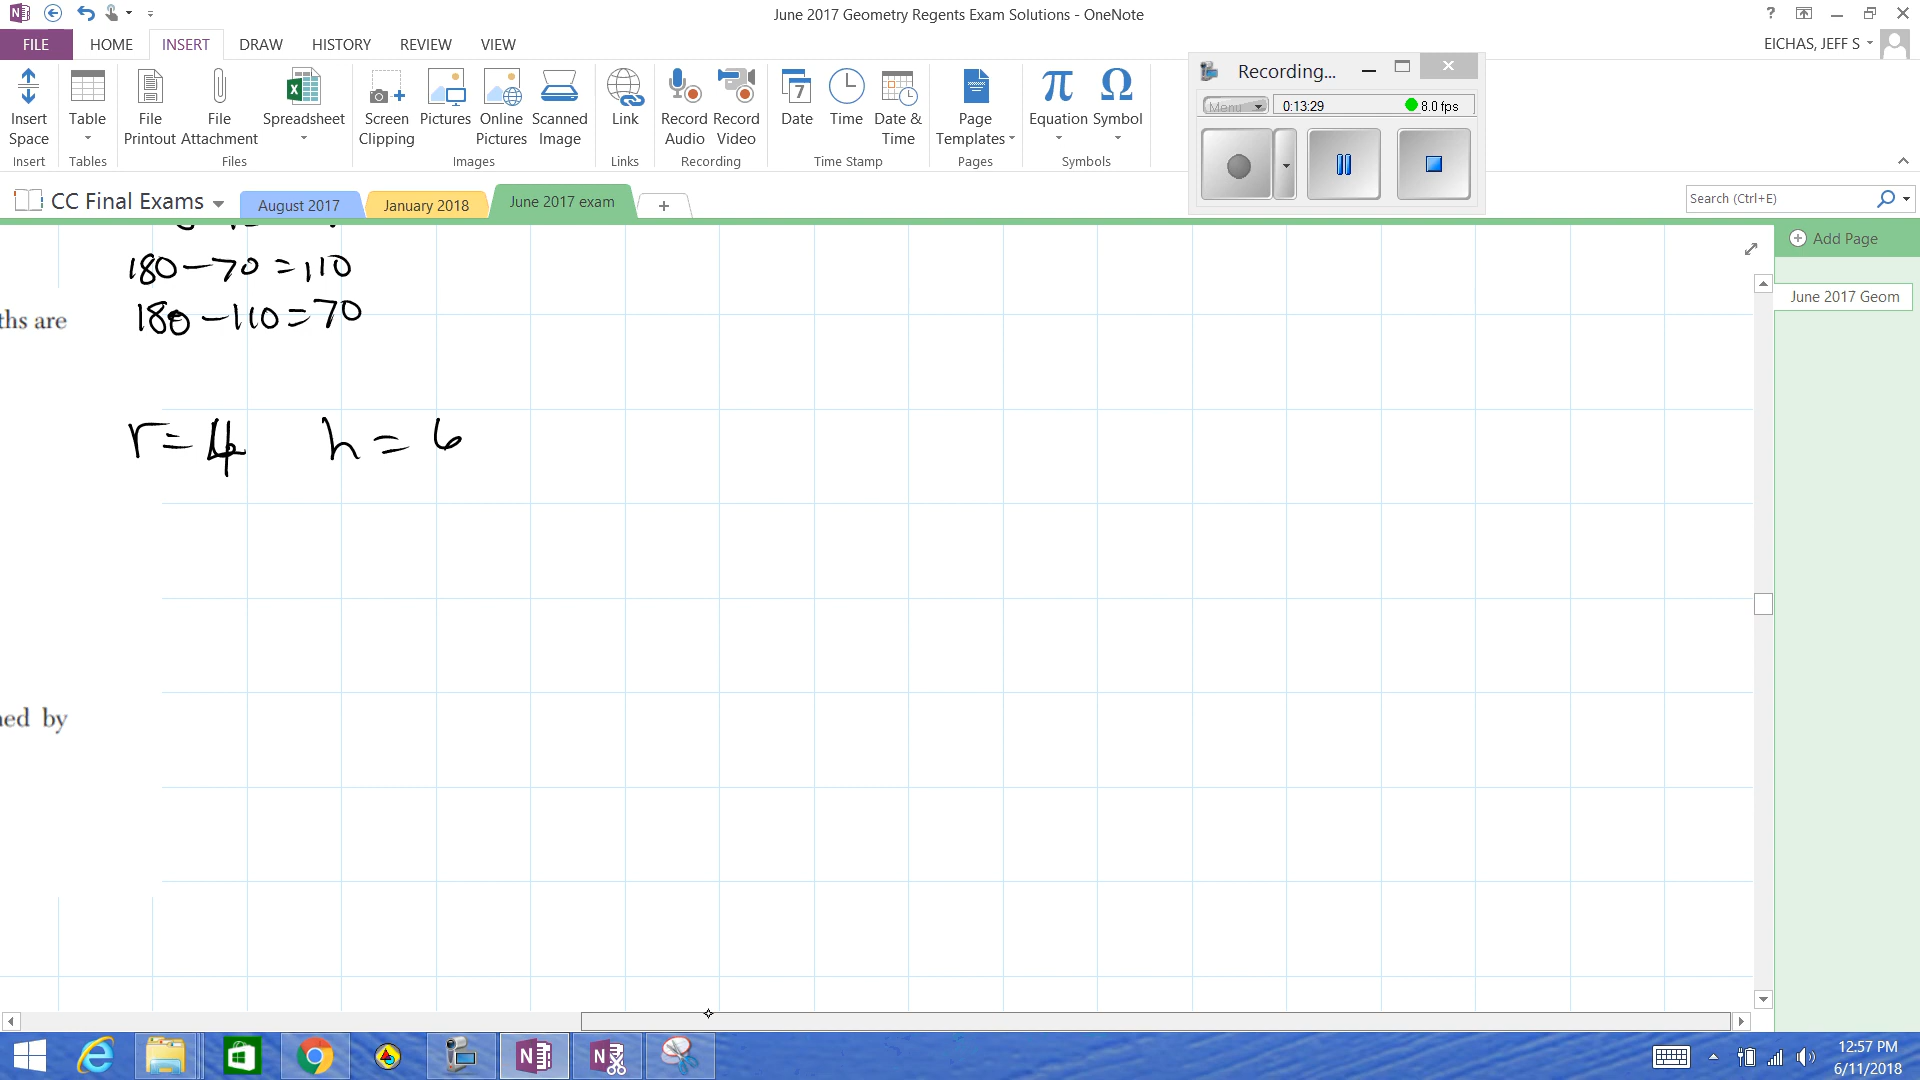 June 2017 Geometry Regents Exam Solutions - OneNote
?
FILE HOME INSERT DRAW HISTORY REVIEW VIEW
EICHAS, JEFF S
Insert Space
Table
File Printout
File Attachment
Spreadsheet
Screen Clipping
Pictures
Online Pictures
Scanned Image
Link
Record Audio
Record Video
Date
Time
Date & Time
Page Templates
π Equation
Ω Symbol
Insert Tables Files Images Links Recording Time Stamp Pages Symbols
Recording...
Menu 0:13:29 8.0 fps
CC Final Exams August 2017 January 2018 June 2017 exam +
Search (Ctrl+E)
Add Page
June 2017 Geom
180-70=110
180-110=70
ths are
r=4 h=6
ned by
12:57 PM
6/11/2018